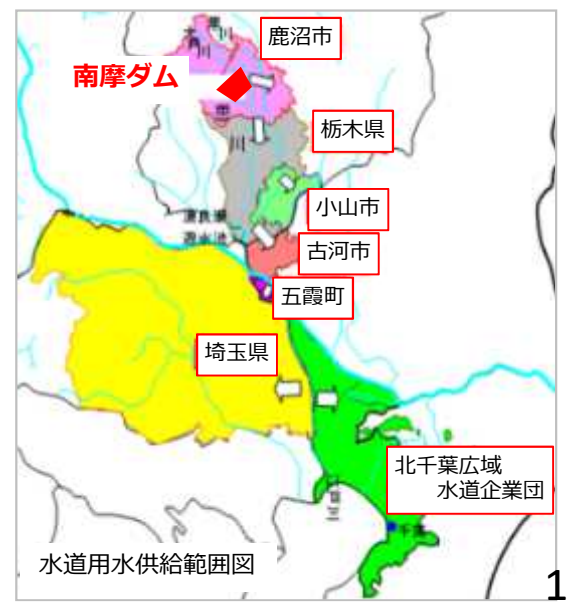 鹿沼市
南摩ダム
栃木県
小山市
古河市
五霞町
埼玉県
北千葉広域
水道企業団
水道用水供給範囲図
1